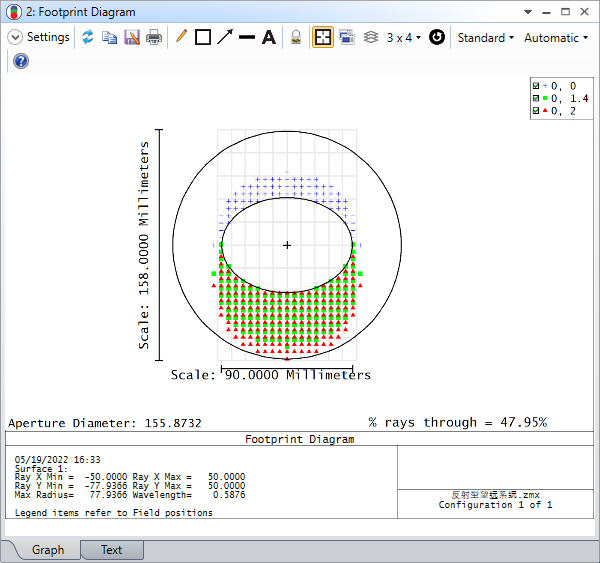 2: Footprint Diagram
Settings
3 x 4
Standard
Automatic
0, 0
0, 1.4
0, 2
Scale: 158.0000 Millimeters
Scale: 90.0000 Millimeters
Aperture Diameter: 155.8732
% rays through = 47.95%
Footprint Diagram
05/19/2022 16:33
Surface 1:
Ray X Min = -50.0000 Ray X Max = 50.0000
Ray Y Min = -77.9366 Ray Y Max = 50.0000
Max Radius= 77.9366 Wavelength= 0.5876
Legend items refer to Field positions
反射型望远系统.zmx
Configuration 1 of 1
Graph
Text